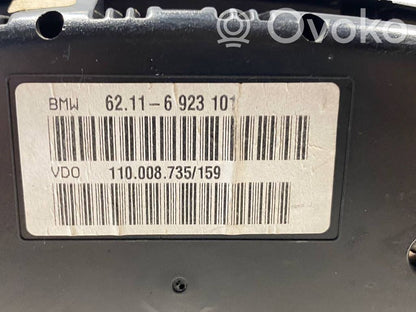 Ovoko
BMW 62.11-6 923 101
VDO 110.008.735/159